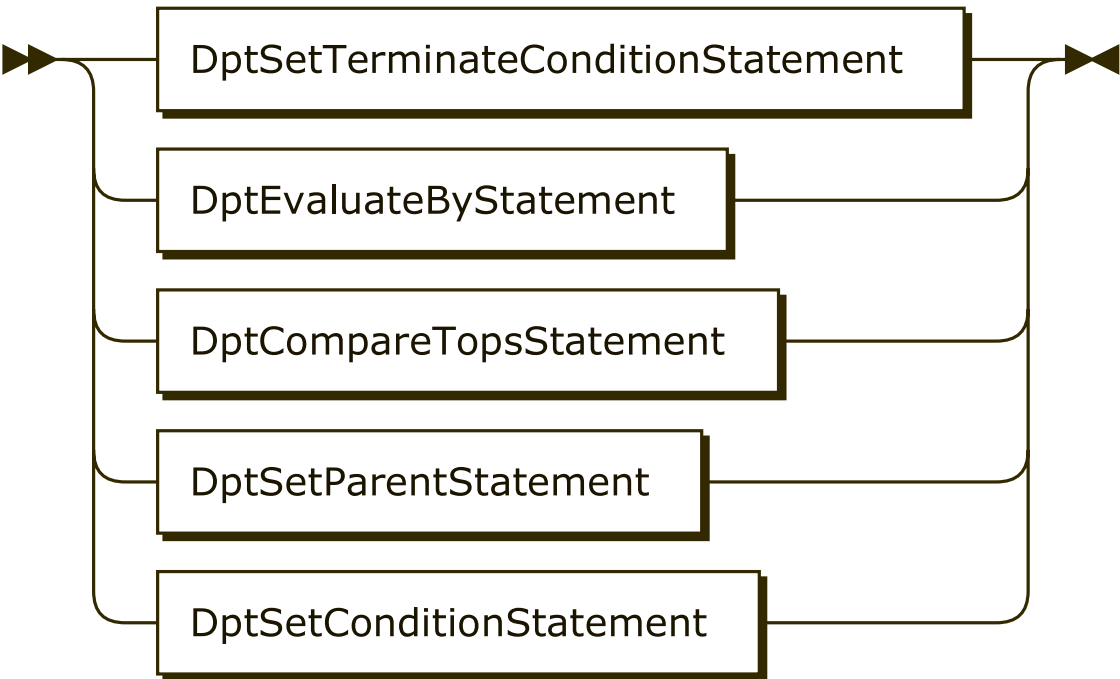 DptSetTerminateConditionStatement
DptEvaluateByStatement
DptCompareTopsStatement
DptSetParentStatement
DptSetConditionStatement